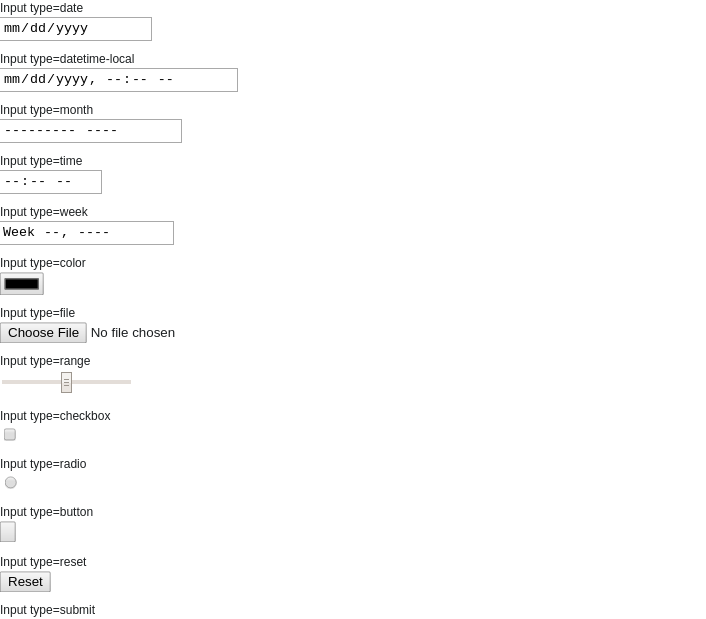 Input type=date
mm/dd/yyyy
Input type=datetime-local
mm/dd/yyyy, --:-- --
Input type=month
--------- ----
Input type=time
--:-- --
Input type=week
Week --, ----
Input type=color
Input type=file
Choose File No file chosen
Input type=range
Input type=checkbox
Input type=radio
Input type=button
Input type=reset
Reset
Input type=submit